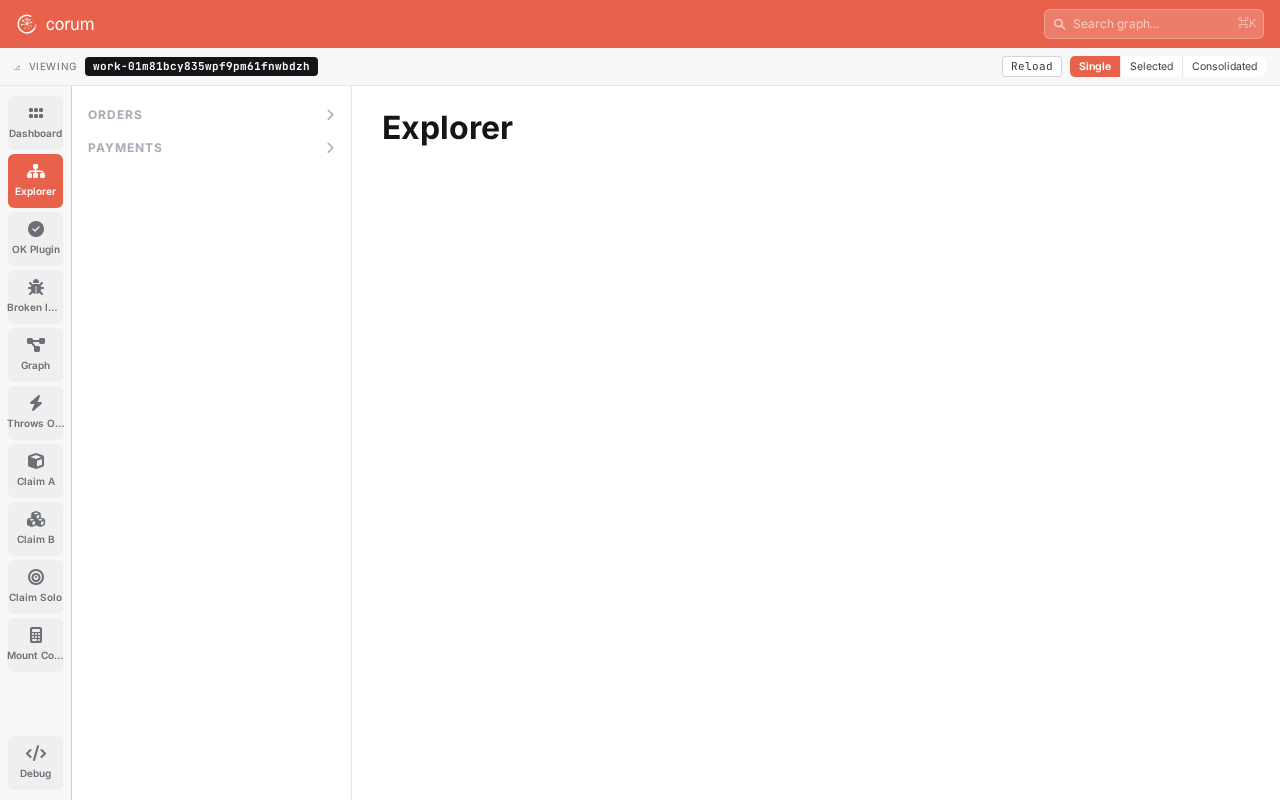 corum
Search graph... ⌘K
VIEWING work-01m81bcy835wpf9pm61fnwbdzh
Reload Single Selected Consolidated
Dashboard
Explorer
OK Plugin
Broken I...
Graph
Throws O...
Claim A
Claim B
Claim Solo
Mount Co...
Debug
ORDERS
PAYMENTS
Explorer